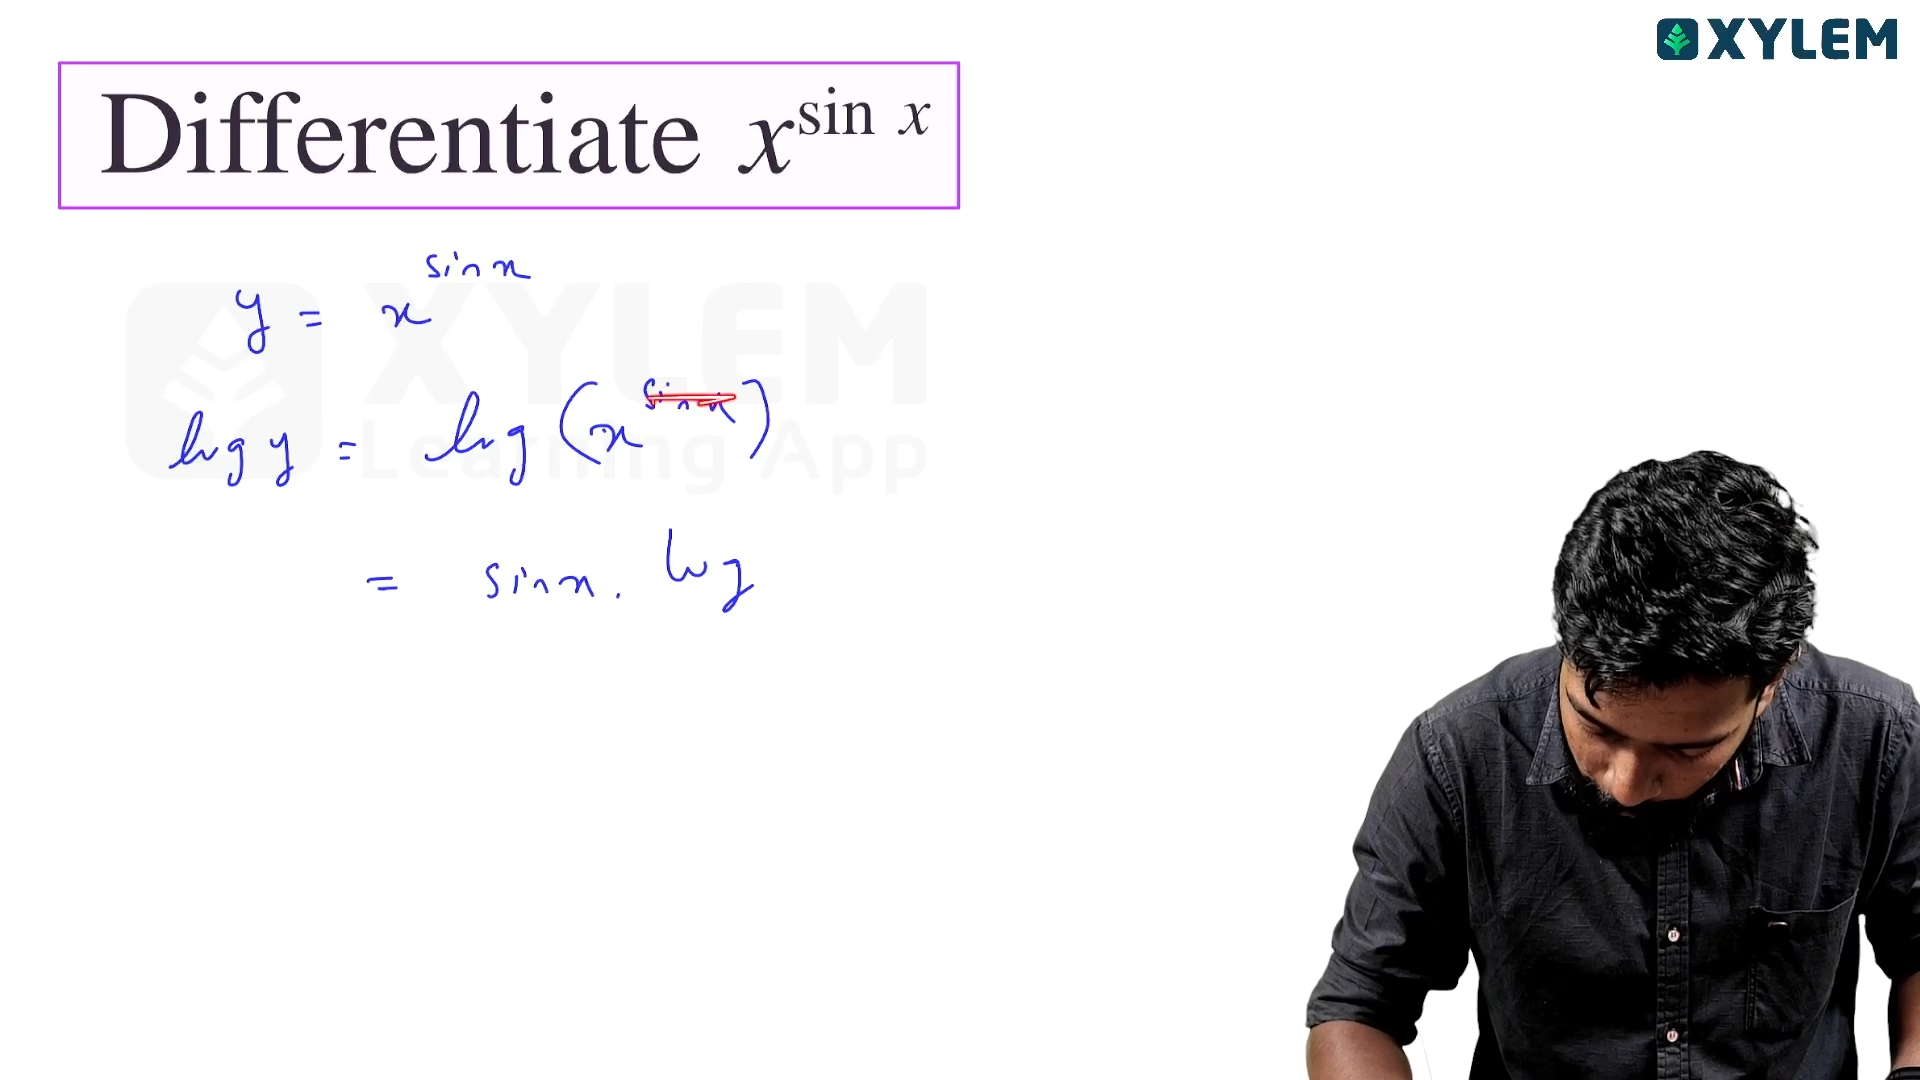 XYLEM
Differentiate x^sin x
y = x^sin x
log y = log (x^sin x)
= sin x . log
XYLEM
Learning App